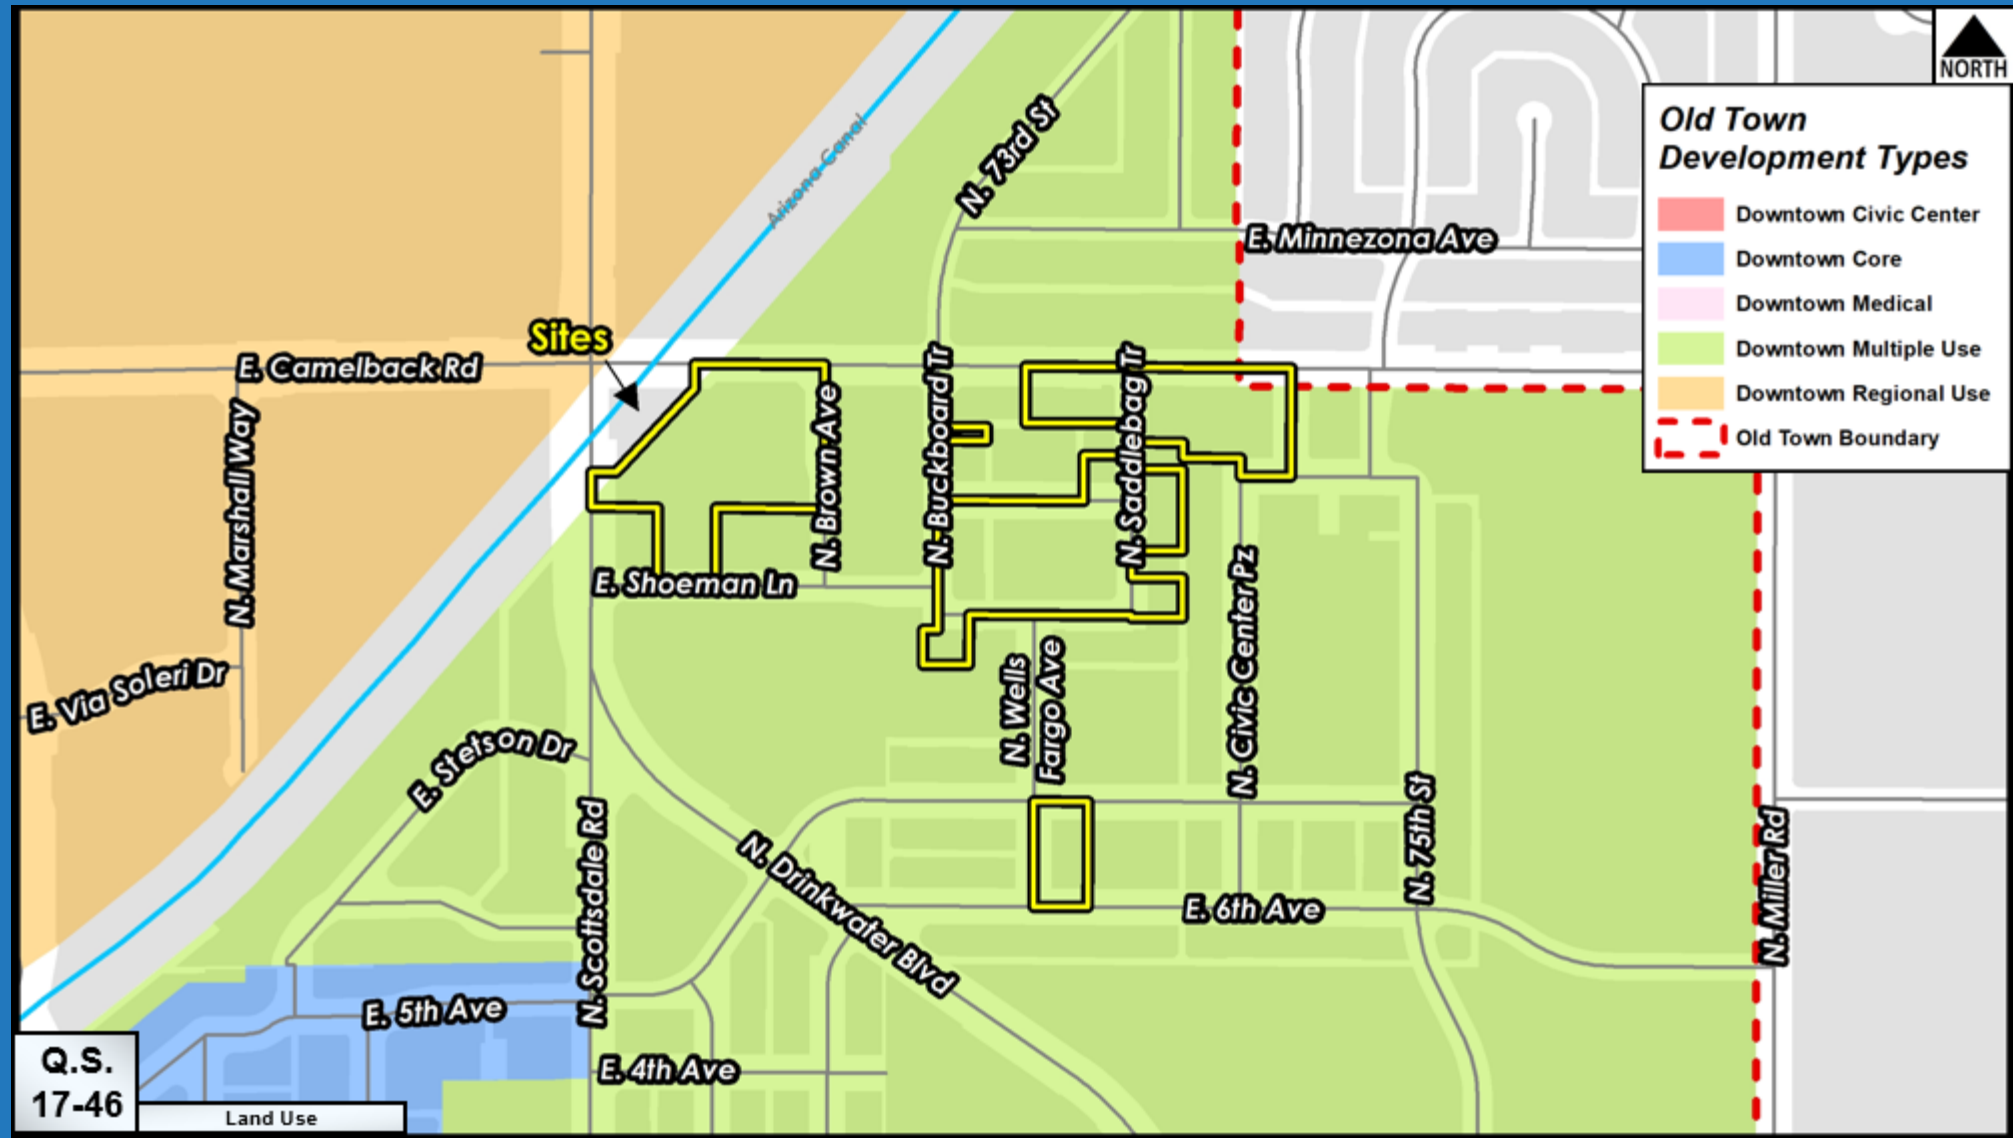 NORTH
Old Town
Development Types
Downtown Civic Center
Downtown Core
Downtown Medical
Downtown Multiple Use
Downtown Regional Use
Old Town Boundary
Arizona Canal
N. 73rd St
E. Minnezona Ave
Sites
E. Camelback Rd
N. Marshall Way
N. Brown Ave
N. Buckboard Tr
N. Saddlebag Tr
E. Shoeman Ln
N. Civic Center Pz
E. Via Soleri Dr
N. Wells
Fargo Ave
E. Stetson Dr
N. Scottsdale Rd
N. Drinkwater Blvd
N. 75th St
N. Miller Rd
E. 6th Ave
E. 5th Ave
E. 4th Ave
Q.S.
17-46
Land Use